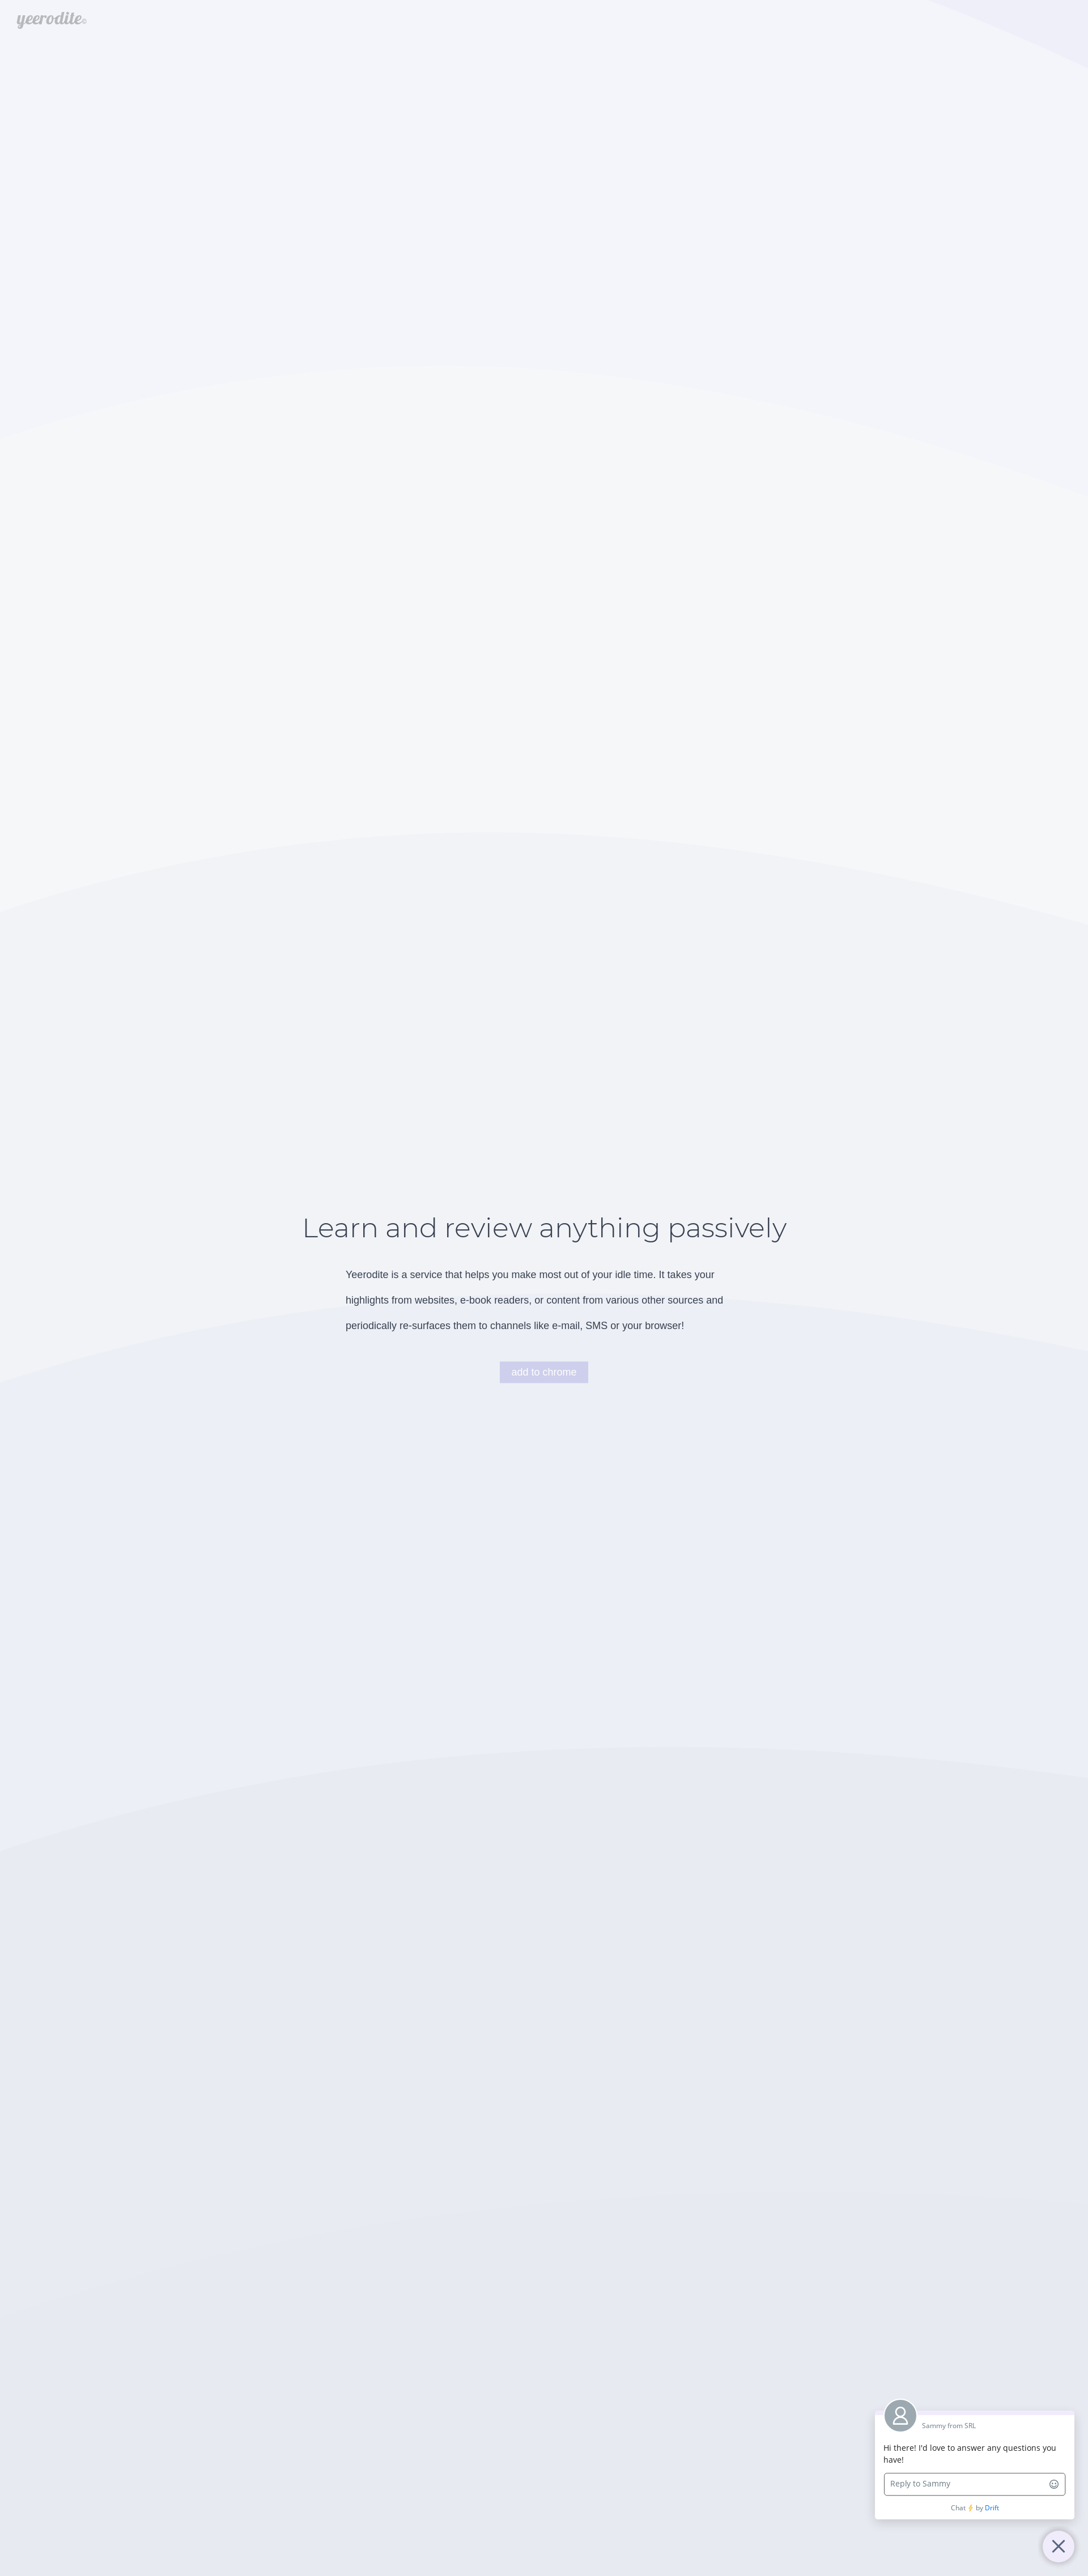 yeerodite
Learn and review anything passively
Yeerodite is a service that helps you make most out of your idle time. It takes your
highlights from websites, e-book readers, or content from various other sources and
periodically re-surfaces them to channels like e-mail, SMS or your browser!
add to chrome
Sammy from SRL
Hi there! I'd love to answer any questions you
have!
Reply to Sammy
Chat ⚡ by Drift